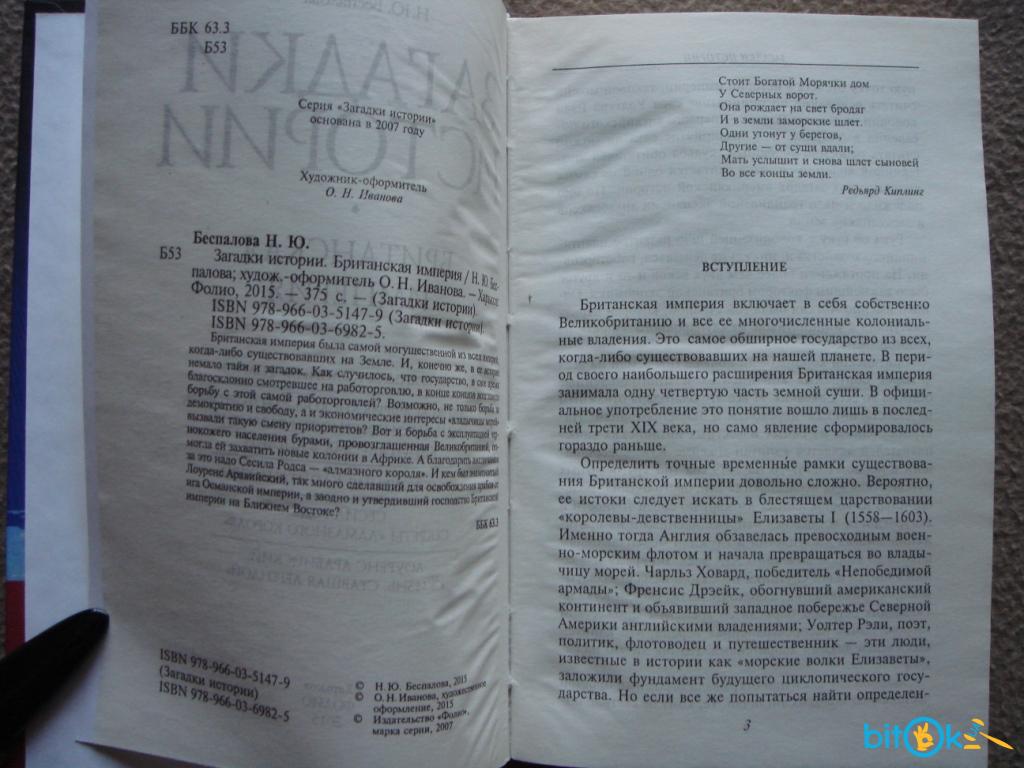 ББК 63.3
Б53
Серия «Загадки истории»
основана в 2007 году
Художник-оформитель
О. Н. Иванова
Беспалова Н. Ю.
Б53 Загадки истории. Британская империя / Н. Ю. Бес-
палова; худож.-оформитель О. Н. Иванова. — Харьков:
Фолио, 2015. — 375 с. — (Загадки истории).
ISBN 978-966-03-5147-9 (Загадки истории).
ISBN 978-966-03-6982-5.
Британская империя была самой могущественной из всех империй,
когда-либо существовавших на Земле. И, конечно же, в ее истории
немало тайн и загадок. Как случилось, что государство, в свое время
благосклонно смотревшее на работорговлю, в конце концов возглавило
борьбу с этой самой работорговлей? Возможно, не только борьба за
демократию и свободу, а и экономические интересы «владычицы морей»
вызвали такую смену приоритетов? Вот и борьба с эксплуатацией чер-
нокожего населения бурами, провозглашенная Великобританией, по-
могла ей захватить новые колонии в Африке. А благодарить англичанам
за это надо Сесила Родса — «алмазного короля». И кем был знаменитый
Лоуренс Аравийский, так много сделавший для освобождения арабов от
ига Османской империи, а заодно и утвердивший господство Британской
империи на Ближнем Востоке?
ББК 63.3
ISBN 978-966-03-5147-9
(Загадки истории)
ISBN 978-966-03-6982-5
© Н. Ю. Беспалова, 2015
© О. Н. Иванова, художественное
оформление, 2015
© Издательство «Фолио»,
марка серии, 2007
Стоит Богатой Морячки дом
У Северных ворот.
Она рождает на свет бродяг
И в земли заморские шлет.
Одни утонут у берегов,
Другие — от суши вдали;
Мать услышит и снова шлет сыновей
Во все концы земли.
Редьярд Киплинг
ВСТУПЛЕНИЕ
Британская империя включает в себя собственно
Великобританию и все ее многочисленные колониаль-
ные владения. Это самое обширное государство из всех,
когда-либо существовавших на нашей планете. В пери-
од своего наибольшего расширения Британская империя
занимала одну четвертую часть земной суши. В офици-
альное употребление это понятие вошло лишь в послед-
ней трети XIX века, но само явление сформировалось
гораздо раньше.
Определить точные временные рамки существова-
ния Британской империи довольно сложно. Вероятно,
ее истоки следует искать в блестящем царствовании
«королевы-девственницы» Елизаветы I (1558—1603).
Именно тогда Англия обзавелась превосходным воен-
но-морским флотом и начала превращаться во влады-
чицу морей. Чарльз Ховард, победитель «Непобедимой
армады»; Френсис Дрэйк, обогнувший американский
континент и объявивший западное побережье Северной
Америки английскими владениями; Уолтер Рэли, поэт,
политик, флотоводец и путешественник — эти люди,
известные в истории как «морские волки Елизаветы»,
заложили фундамент будущего циклопического госу-
дарства. Но если все же попытаться найти определен-
3
bitok